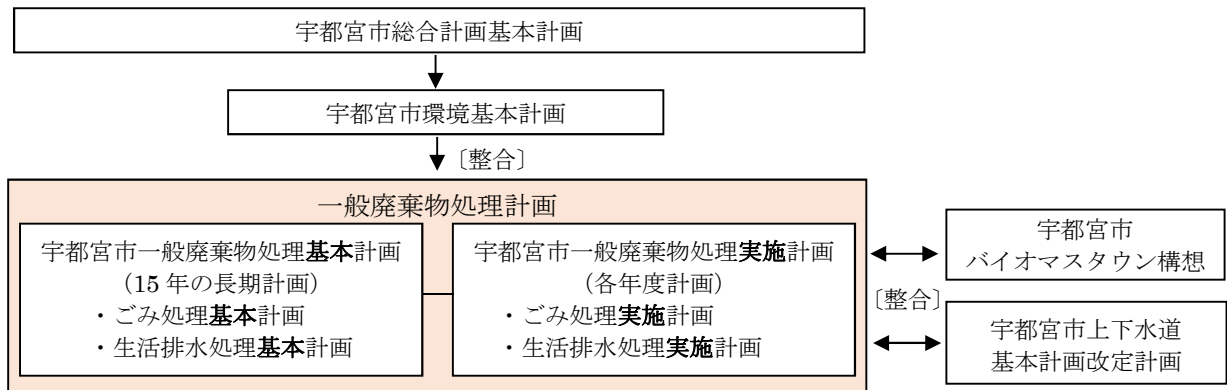 宇都宮市総合計画基本計画
宇都宮市環境基本計画
〔整合〕
一般廃棄物処理計画
宇都宮市一般廃棄物処理基本計画
(15年の長期計画)
・ごみ処理基本計画
・生活排水処理基本計画
宇都宮市一般廃棄物処理実施計画
(各年度計画)
・ごみ処理実施計画
・生活排水処理実施計画
宇都宮市
バイオマスタウン構想
〔整合〕
宇都宮市上下水道
基本計画改定計画